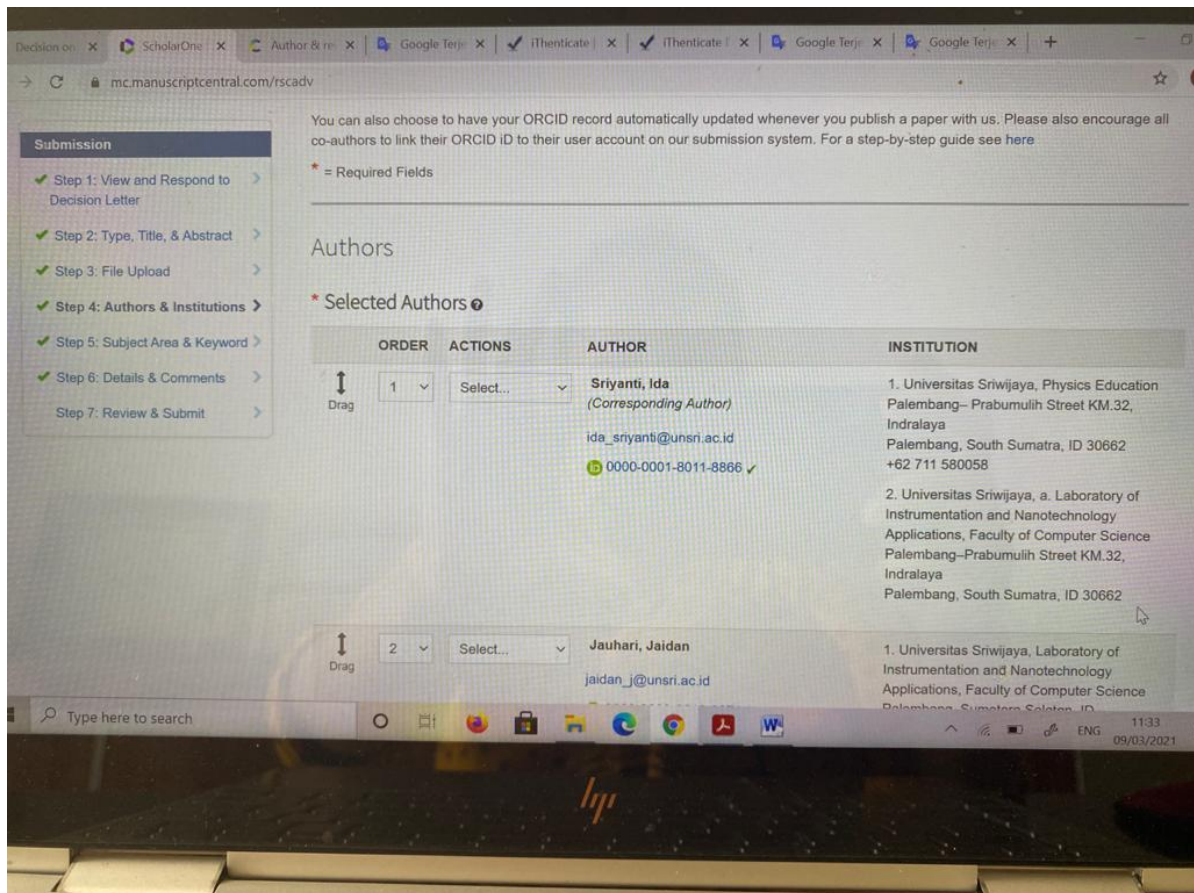 Decision on
ScholarOne
Author & re
Google Terje
iThenticate
iThenticate
Google Terje
Google Terje
mc.manuscriptcentral.com/rscadv
Submission
Step 1: View and Respond to
Decision Letter
Step 2: Type, Title, & Abstract
Step 3: File Upload
Step 4: Authors & Institutions
Step 5: Subject Area & Keyword
Step 6: Details & Comments
Step 7: Review & Submit
You can also choose to have your ORCID record automatically updated whenever you publish a paper with us. Please also encourage all
co-authors to link their ORCID iD to their user account on our submission system. For a step-by-step guide see here
* = Required Fields
Authors
* Selected Authors
ORDER ACTIONS AUTHOR INSTITUTION
Drag
1
Select...
Sriyanti, Ida
(Corresponding Author)
ida_sriyanti@unsri.ac.id
iD 0000-0001-8011-8866
1. Universitas Sriwijaya, Physics Education
Palembang– Prabumulih Street KM.32,
Indralaya
Palembang, South Sumatra, ID 30662
+62 711 580058
2. Universitas Sriwijaya, a. Laboratory of
Instrumentation and Nanotechnology
Applications, Faculty of Computer Science
Palembang–Prabumulih Street KM.32,
Indralaya
Palembang, South Sumatra, ID 30662
Drag
2
Select...
Jauhari, Jaidan
jaidan_j@unsri.ac.id
1. Universitas Sriwijaya, Laboratory of
Instrumentation and Nanotechnology
Applications, Faculty of Computer Science
Type here to search
W
ENG
11:33
09/03/2021
hp